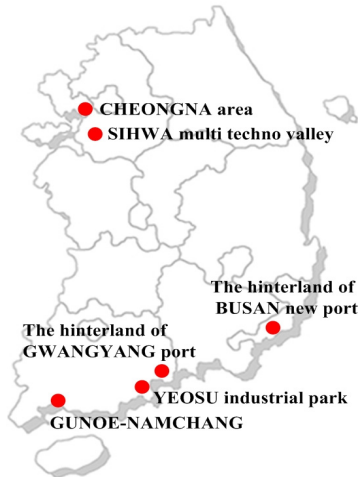 CHEONGNA area
SIHWA multi techno valley
The hinterland of
BUSAN new port
The hinterland of
GWANGYANG port
YEOSU industrial park
GUNOE-NAMCHANG